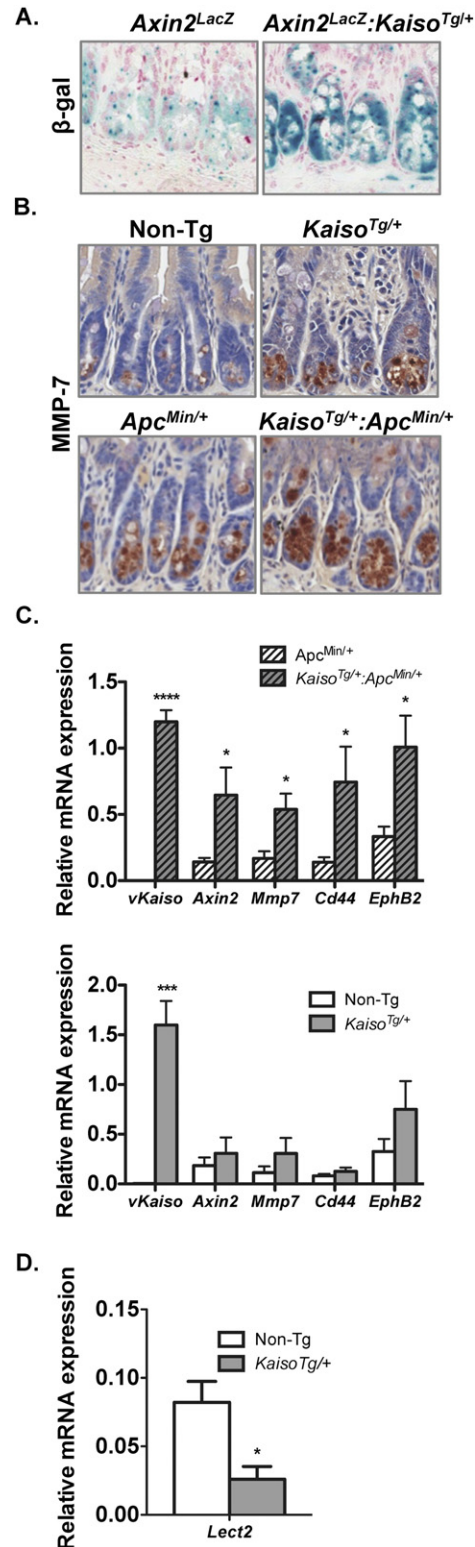 A.
Axin2LacZ
Axin2LacZ:KaisoTg/+
β-gal
B.
Non-Tg
KaisoTg/+
MMP-7
ApcMin/+
KaisoTg/+:ApcMin/+
C.
ApcMin/+
KaisoTg/+:ApcMin/+
Relative mRNA expression
1.5
1.0
0.5
0.0
****
*
*
*
*
vKaiso Axin2 Mmp7 Cd44 EphB2
Non-Tg
KaisoTg/+
Relative mRNA expression
2.0
1.5
1.0
0.5
0.0
***
vKaiso Axin2 Mmp7 Cd44 EphB2
D.
Relative mRNA expression
0.15
0.10
0.05
0.00
Non-Tg
KaisoTg/+
*
Lect2